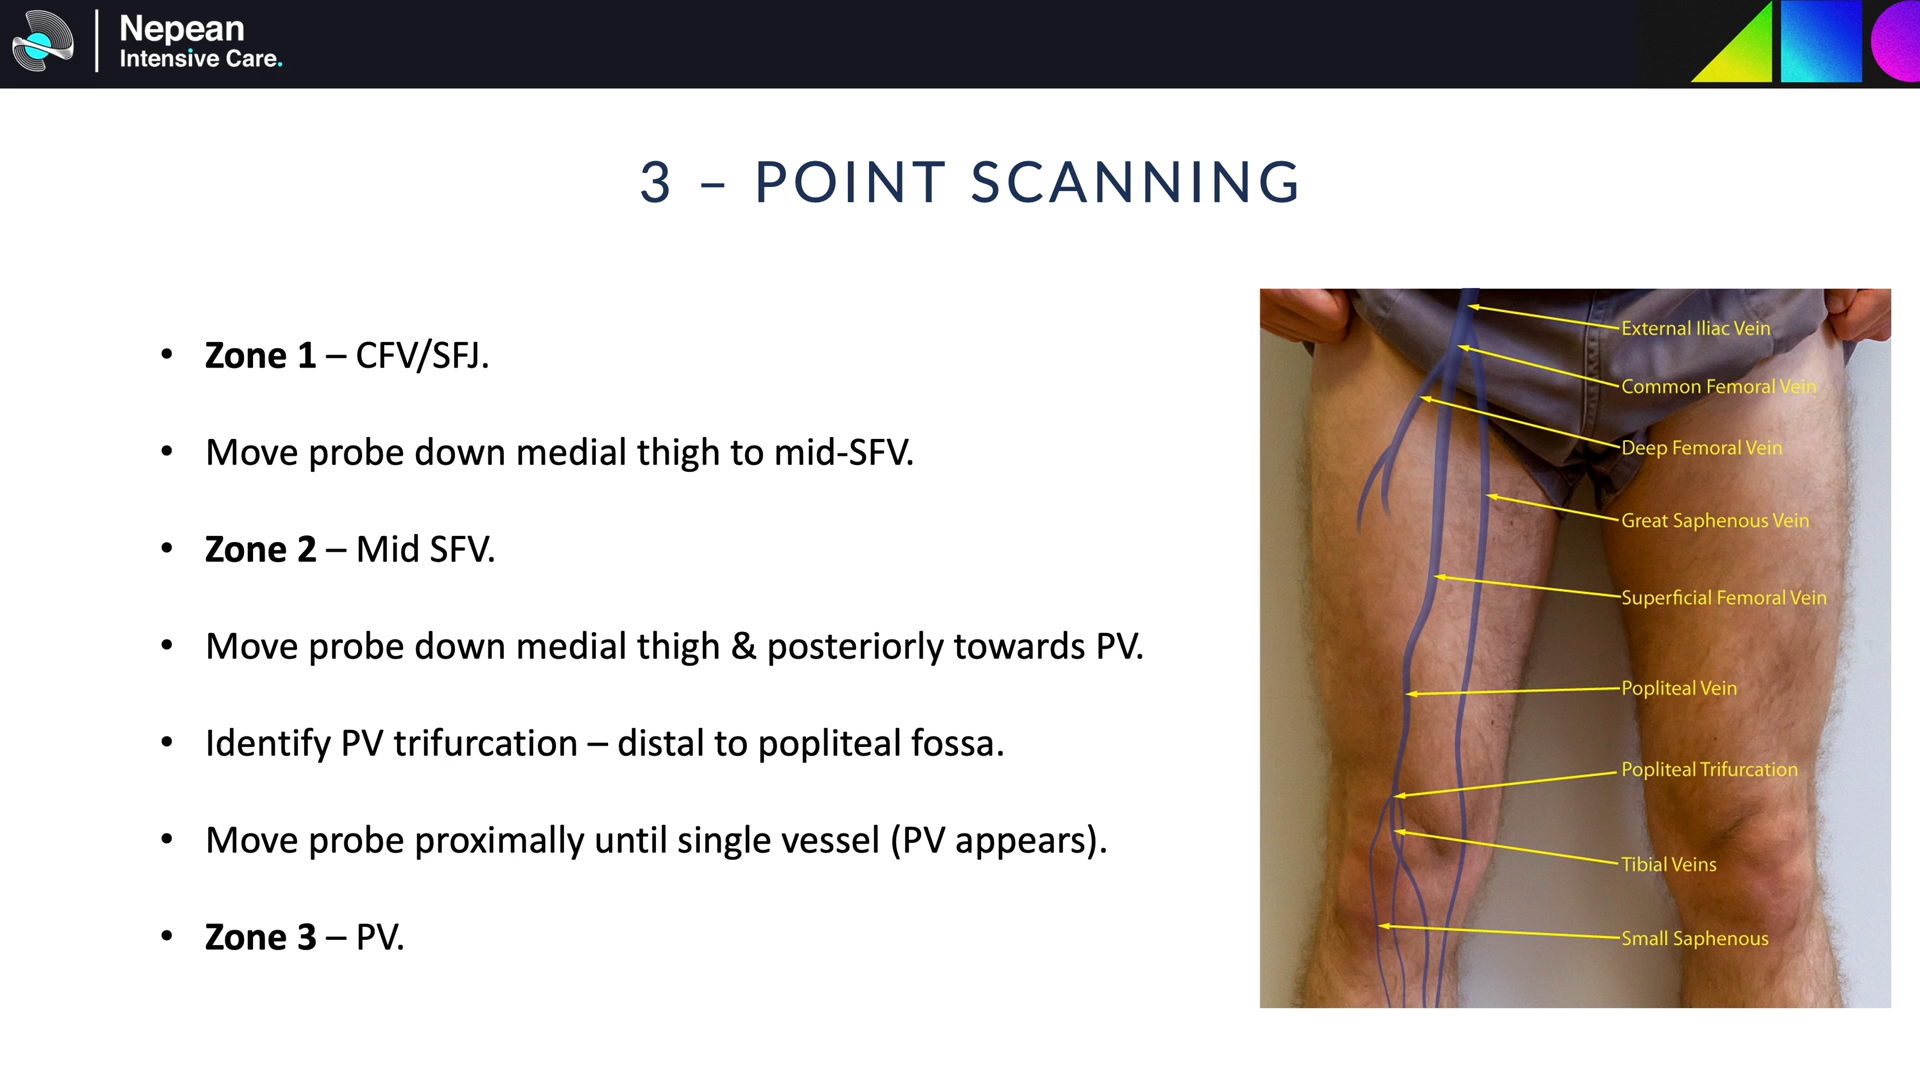 Nepean
Intensive Care.
3 – POINT SCANNING
• Zone 1 – CFV/SFJ.
• Move probe down medial thigh to mid-SFV.
• Zone 2 – Mid SFV.
• Move probe down medial thigh & posteriorly towards PV.
• Identify PV trifurcation – distal to popliteal fossa.
• Move probe proximally until single vessel (PV appears).
• Zone 3 – PV.
External Iliac Vein
Common Femoral Vein
Deep Femoral Vein
Great Saphenous Vein
Superficial Femoral Vein
Popliteal Vein
Popliteal Trifurcation
Tibial Veins
Small Saphenous